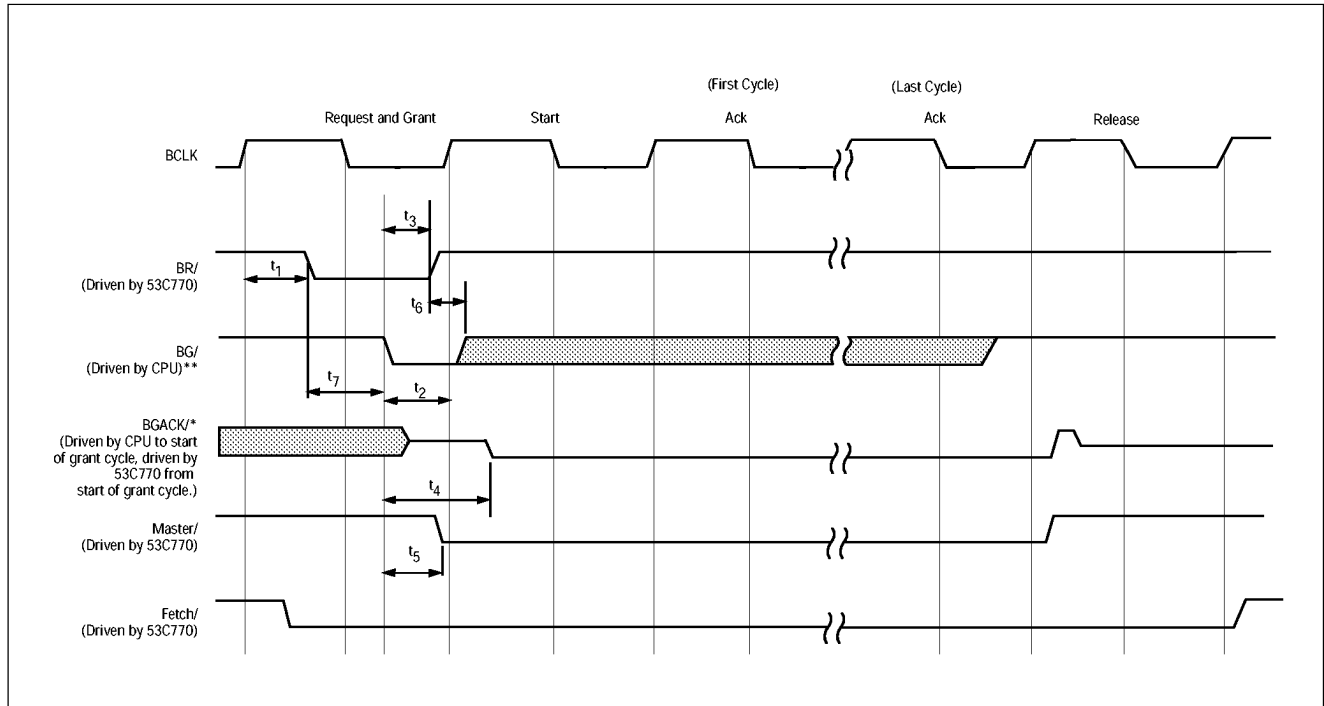 (First Cycle)
(Last Cycle)
Request and Grant
Start
Ack
Ack
Release
BCLK
t3
BR/
(Driven by 53C770)
t1
t6
BG/
(Driven by CPU)**
t7
t2
BGACK/*
(Driven by CPU to start
of grant cycle, driven by
53C770 from
start of grant cycle.)
t4
Master/
(Driven by 53C770)
t5
Fetch/
(Driven by 53C770)